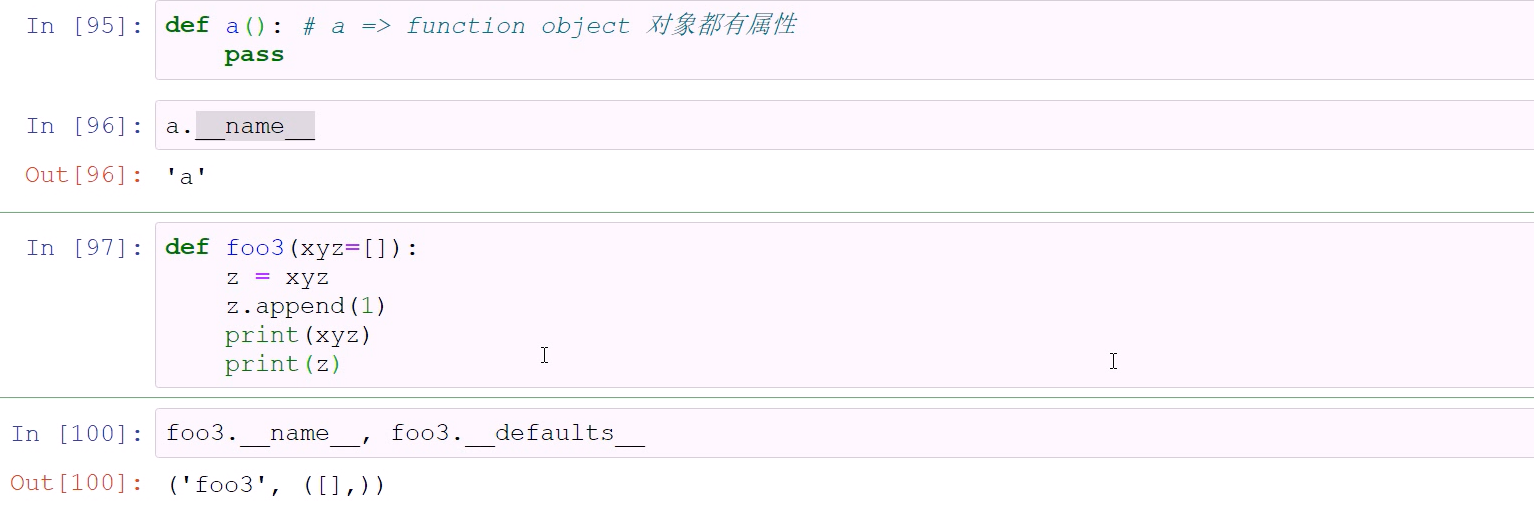 In [95]: def a(): # a => function object 对象都有属性
    pass
In [96]: a.__name__
Out[96]: 'a'
In [97]: def foo3(xyz=[]):
    z = xyz
    z.append(1)
    print(xyz)
    print(z)
In [100]: foo3.__name__, foo3.__defaults__
Out[100]: ('foo3', ([],))